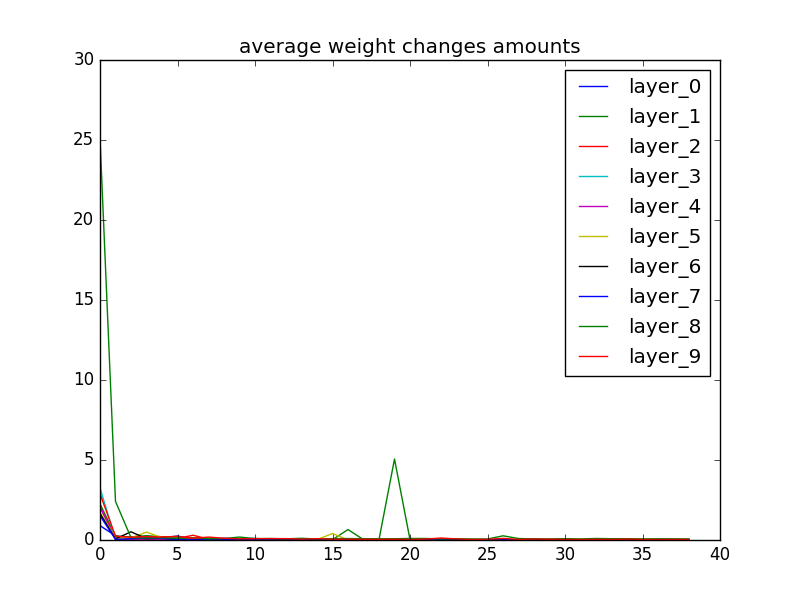 average weight changes amounts
30
25
20
15
10
5
0
0 5 10 15 20 25 30 35 40
layer_0
layer_1
layer_2
layer_3
layer_4
layer_5
layer_6
layer_7
layer_8
layer_9